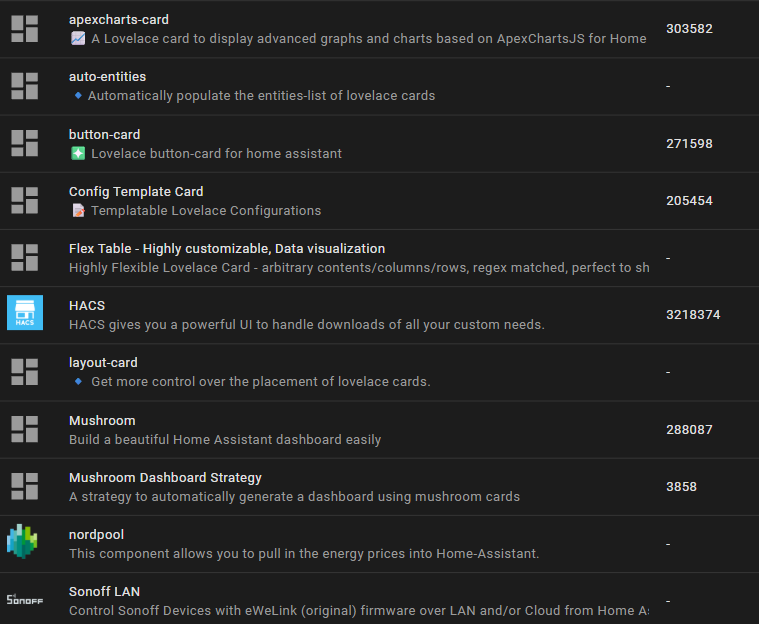 apexcharts-card
📈 A Lovelace card to display advanced graphs and charts based on ApexChartsJS for Home
303582
auto-entities
🔹 Automatically populate the entities-list of lovelace cards
-
button-card
❇️ Lovelace button-card for home assistant
271598
Config Template Card
📝 Templatable Lovelace Configurations
205454
Flex Table - Highly customizable, Data visualization
Highly Flexible Lovelace Card - arbitrary contents/columns/rows, regex matched, perfect to sh
-
HACS
HACS
HACS gives you a powerful UI to handle downloads of all your custom needs.
3218374
layout-card
🔹 Get more control over the placement of lovelace cards.
-
Mushroom
Build a beautiful Home Assistant dashboard easily
288087
Mushroom Dashboard Strategy
A strategy to automatically generate a dashboard using mushroom cards
3858
nordpool
This component allows you to pull in the energy prices into Home-Assistant.
-
SONOFF
Sonoff LAN
Control Sonoff Devices with eWeLink (original) firmware over LAN and/or Cloud from Home
-